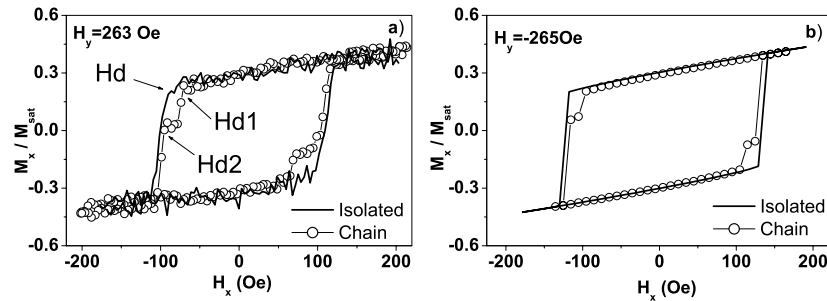 H_y=263 Oe
a)
Hd
Hd1
Hd2
Isolated
Chain
M_x / M_sat
0.6
0.3
0.0
-0.3
-0.6
-200 -100 0 100 200
H_x (Oe)
H_y=-265Oe
b)
Isolated
Chain
M_x / M_sat
0.6
0.3
0.0
-0.3
-0.6
-200 -100 0 100 200
H_x (Oe)